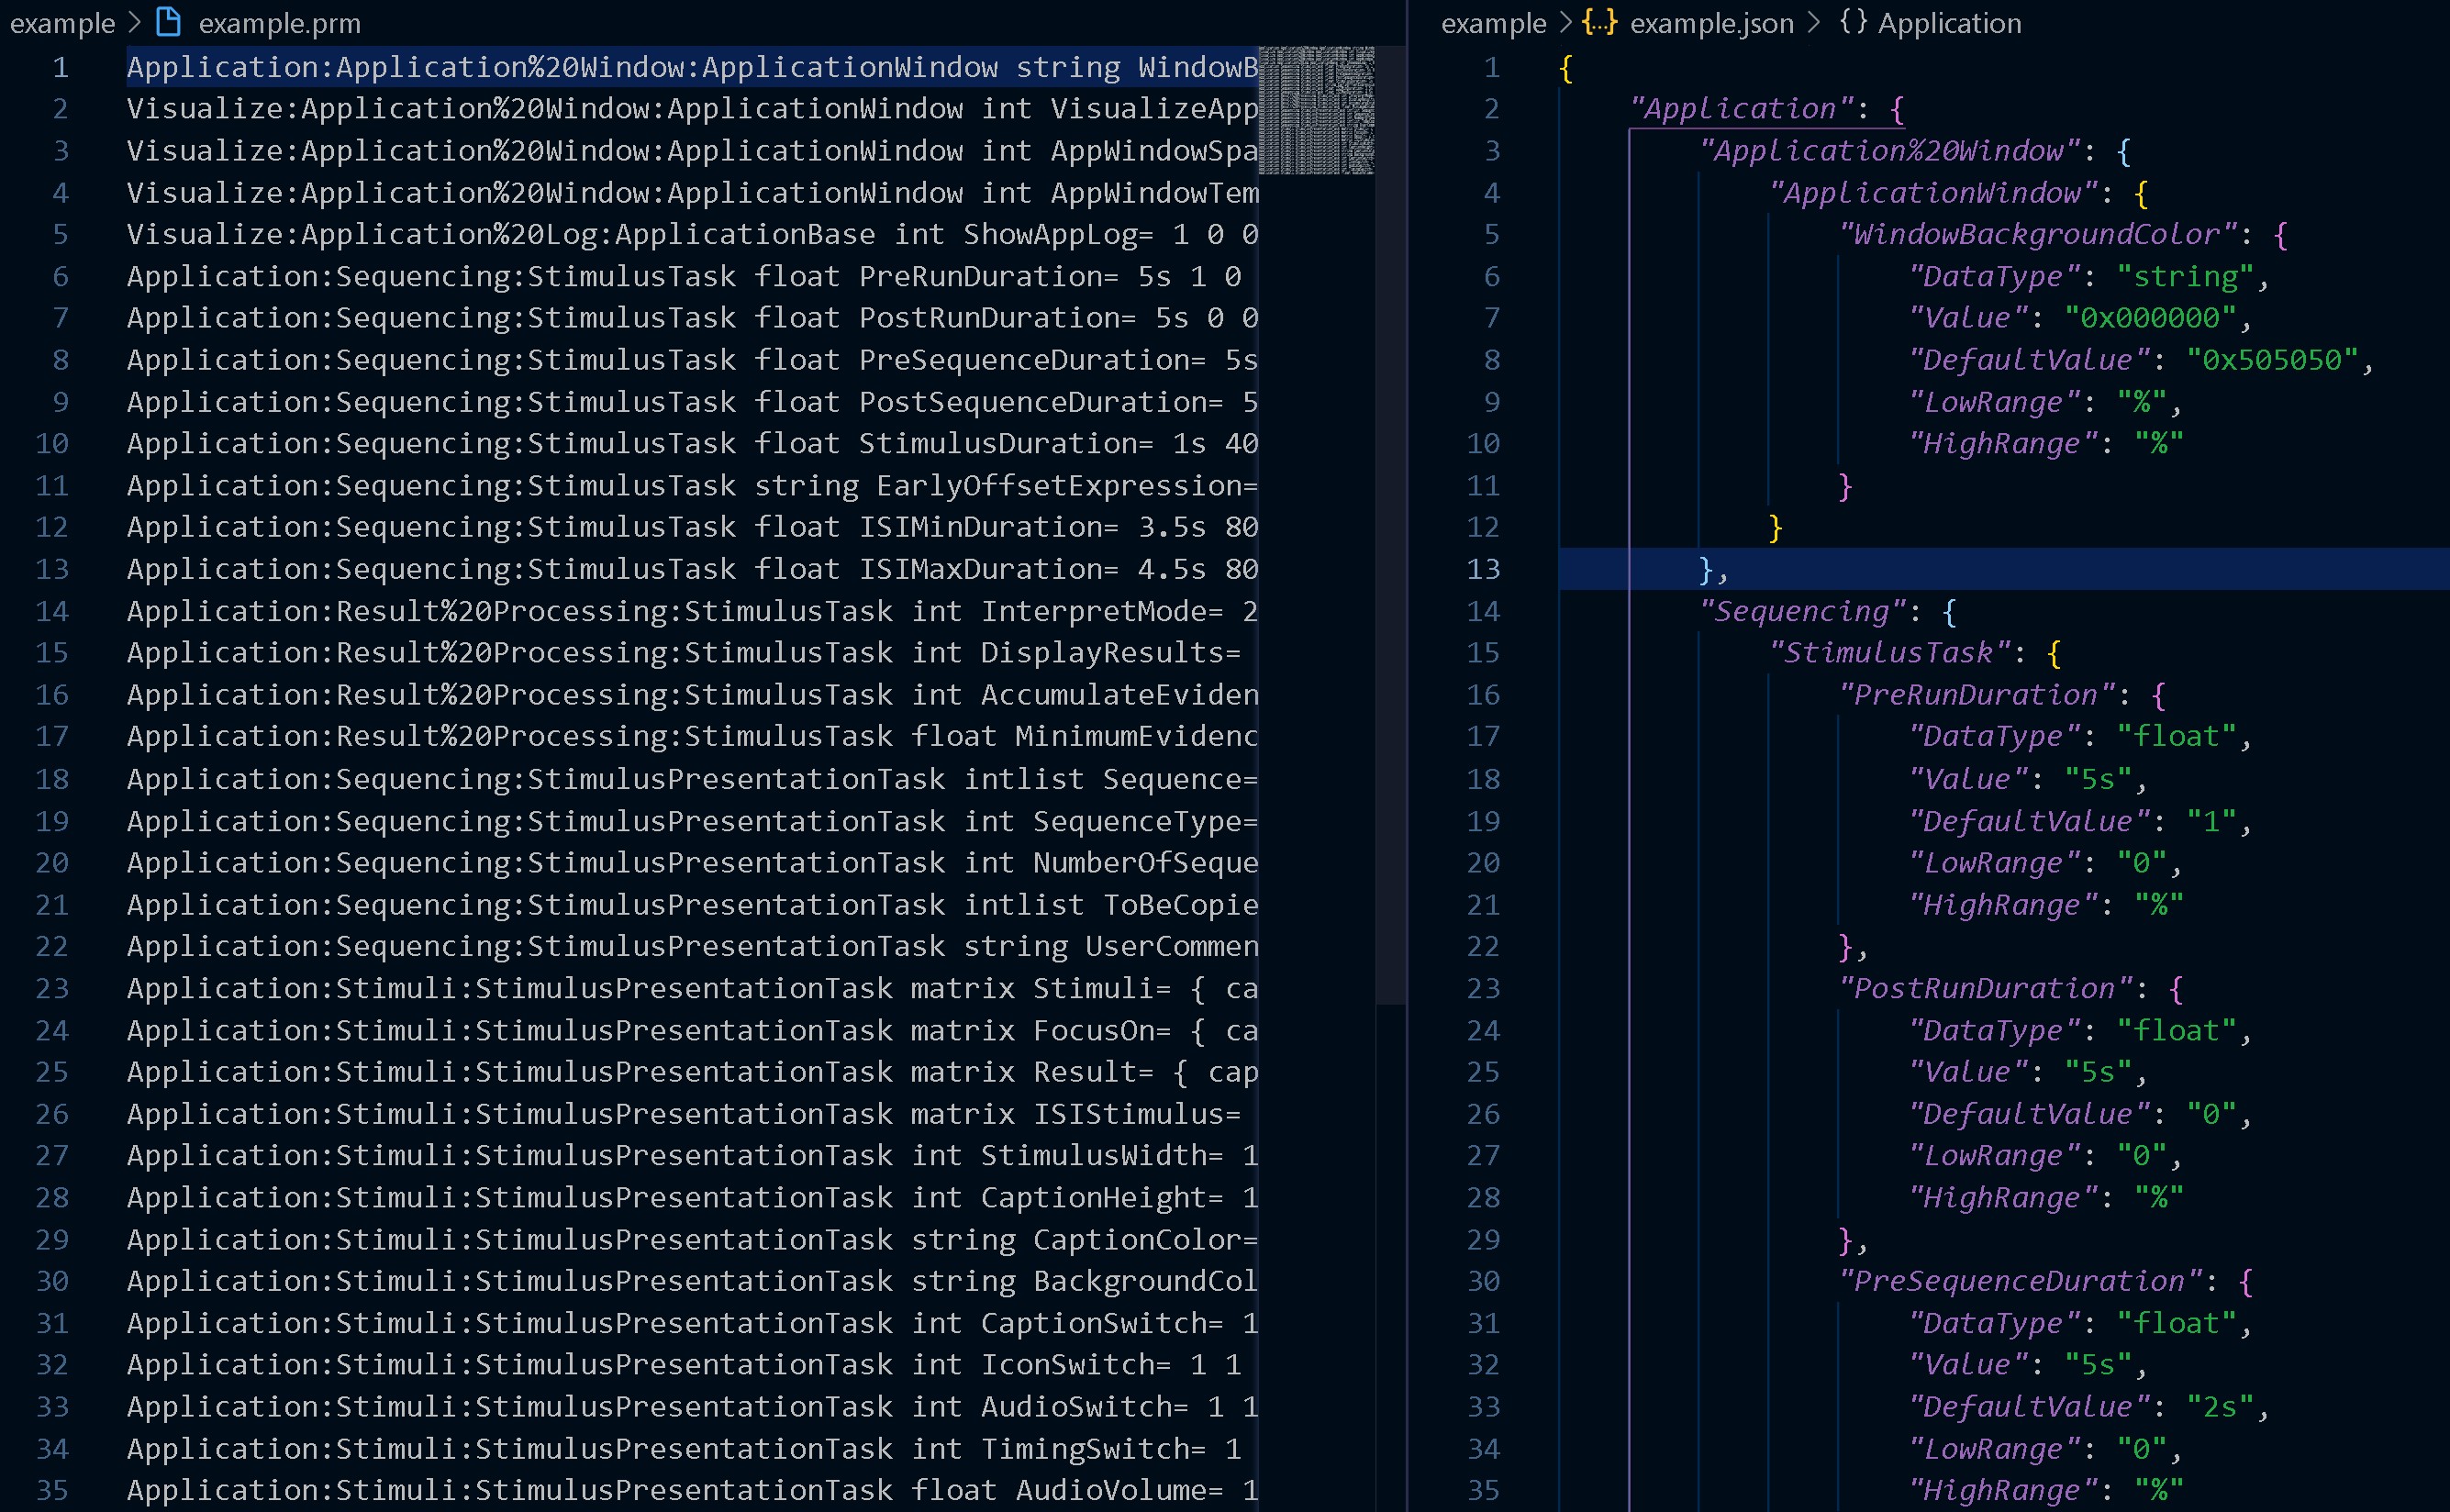 example > example.prm
1 Application:Application%20Window:ApplicationWindow string WindowB
2 Visualize:Application%20Window:ApplicationWindow int VisualizeApp
3 Visualize:Application%20Window:ApplicationWindow int AppWindowSpa
4 Visualize:Application%20Window:ApplicationWindow int AppWindowTem
5 Visualize:Application%20Log:ApplicationBase int ShowAppLog= 1 0 0
6 Application:Sequencing:StimulusTask float PreRunDuration= 5s 1 0
7 Application:Sequencing:StimulusTask float PostRunDuration= 5s 0 0
8 Application:Sequencing:StimulusTask float PreSequenceDuration= 5s
9 Application:Sequencing:StimulusTask float PostSequenceDuration= 5
10 Application:Sequencing:StimulusTask float StimulusDuration= 1s 40
11 Application:Sequencing:StimulusTask string EarlyOffsetExpression=
12 Application:Sequencing:StimulusTask float ISIMinDuration= 3.5s 80
13 Application:Sequencing:StimulusTask float ISIMaxDuration= 4.5s 80
14 Application:Result%20Processing:StimulusTask int InterpretMode= 2
15 Application:Result%20Processing:StimulusTask int DisplayResults=
16 Application:Result%20Processing:StimulusTask int AccumulateEviden
17 Application:Result%20Processing:StimulusTask float MinimumEvidenc
18 Application:Sequencing:StimulusPresentationTask intlist Sequence=
19 Application:Sequencing:StimulusPresentationTask int SequenceType=
20 Application:Sequencing:StimulusPresentationTask int NumberOfSeque
21 Application:Sequencing:StimulusPresentationTask intlist ToBeCopie
22 Application:Sequencing:StimulusPresentationTask string UserCommen
23 Application:Stimuli:StimulusPresentationTask matrix Stimuli= { ca
24 Application:Stimuli:StimulusPresentationTask matrix FocusOn= { ca
25 Application:Stimuli:StimulusPresentationTask matrix Result= { cap
26 Application:Stimuli:StimulusPresentationTask matrix ISIStimulus=
27 Application:Stimuli:StimulusPresentationTask int StimulusWidth= 1
28 Application:Stimuli:StimulusPresentationTask int CaptionHeight= 1
29 Application:Stimuli:StimulusPresentationTask string CaptionColor=
30 Application:Stimuli:StimulusPresentationTask string BackgroundCol
31 Application:Stimuli:StimulusPresentationTask int CaptionSwitch= 1
32 Application:Stimuli:StimulusPresentationTask int IconSwitch= 1 1
33 Application:Stimuli:StimulusPresentationTask int AudioSwitch= 1 1
34 Application:Stimuli:StimulusPresentationTask int TimingSwitch= 1
35 Application:Stimuli:StimulusPresentationTask float AudioVolume= 1
example > {..} example.json > {} Application
1 {
2 "Application": {
3 "Application%20Window": {
4 "ApplicationWindow": {
5 "WindowBackgroundColor": {
6 "DataType": "string",
7 "Value": "0x000000",
8 "DefaultValue": "0x505050",
9 "LowRange": "%",
10 "HighRange": "%"
11 }
12 }
13 },
14 "Sequencing": {
15 "StimulusTask": {
16 "PreRunDuration": {
17 "DataType": "float",
18 "Value": "5s",
19 "DefaultValue": "1",
20 "LowRange": "0",
21 "HighRange": "%"
22 },
23 "PostRunDuration": {
24 "DataType": "float",
25 "Value": "5s",
26 "DefaultValue": "0",
27 "LowRange": "0",
28 "HighRange": "%"
29 },
30 "PreSequenceDuration": {
31 "DataType": "float",
32 "Value": "5s",
33 "DefaultValue": "2s",
34 "LowRange": "0",
35 "HighRange": "%"